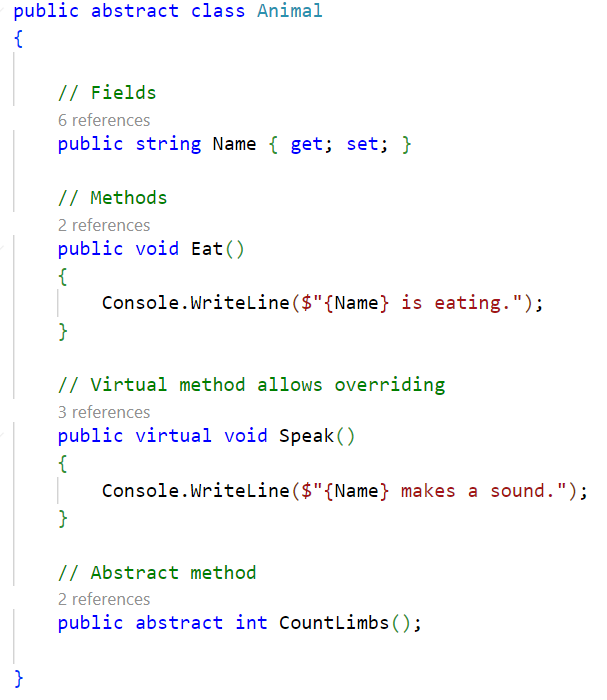 public abstract class Animal
{
// Fields
6 references
public string Name { get; set; }
// Methods
2 references
public void Eat()
{
Console.WriteLine($"{Name} is eating.");
}
// Virtual method allows overriding
3 references
public virtual void Speak()
{
Console.WriteLine($"{Name} makes a sound.");
}
// Abstract method
2 references
public abstract int CountLimbs();
}